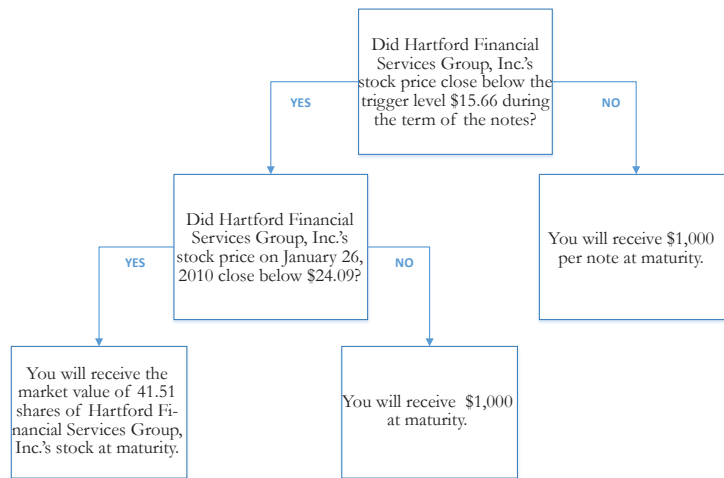 Did Hartford Financial
Services Group, Inc.'s
stock price close below the
trigger level $15.66 during
the term of the notes?
YES
NO
Did Hartford Financial
Services Group, Inc.'s
stock price on January 26,
2010 close below $24.09?
You will receive $1,000
per note at maturity.
YES
NO
You will receive the
market value of 41.51
shares of Hartford Fi-
nancial Services Group,
Inc.'s stock at maturity.
You will receive $1,000
at maturity.